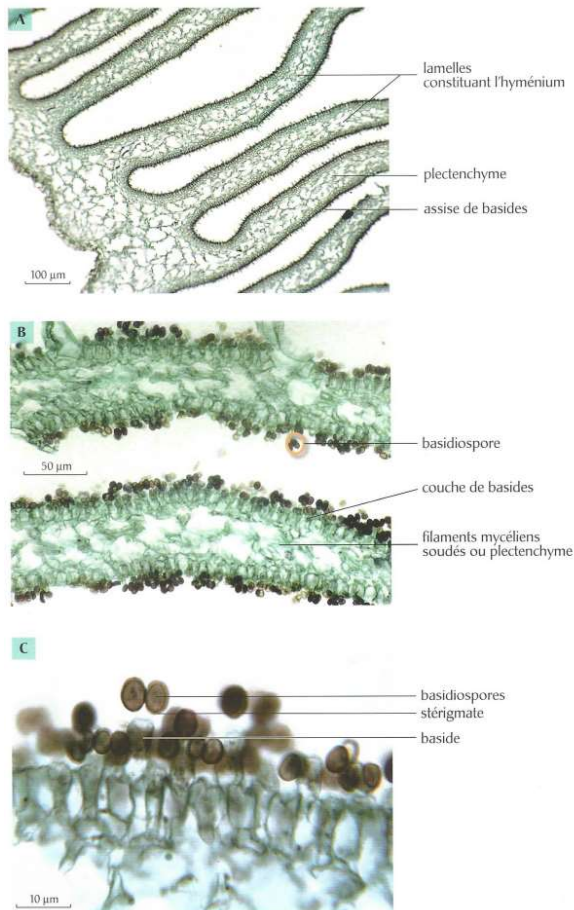 A
lamelles
constituant l'hyménium
plectenchyme
assise de basides
100 µm
B
basidiospore
50 µm
couche de basides
filaments mycéliens
soudés ou plectenchyme
C
basidiospores
stérigmate
baside
10 µm